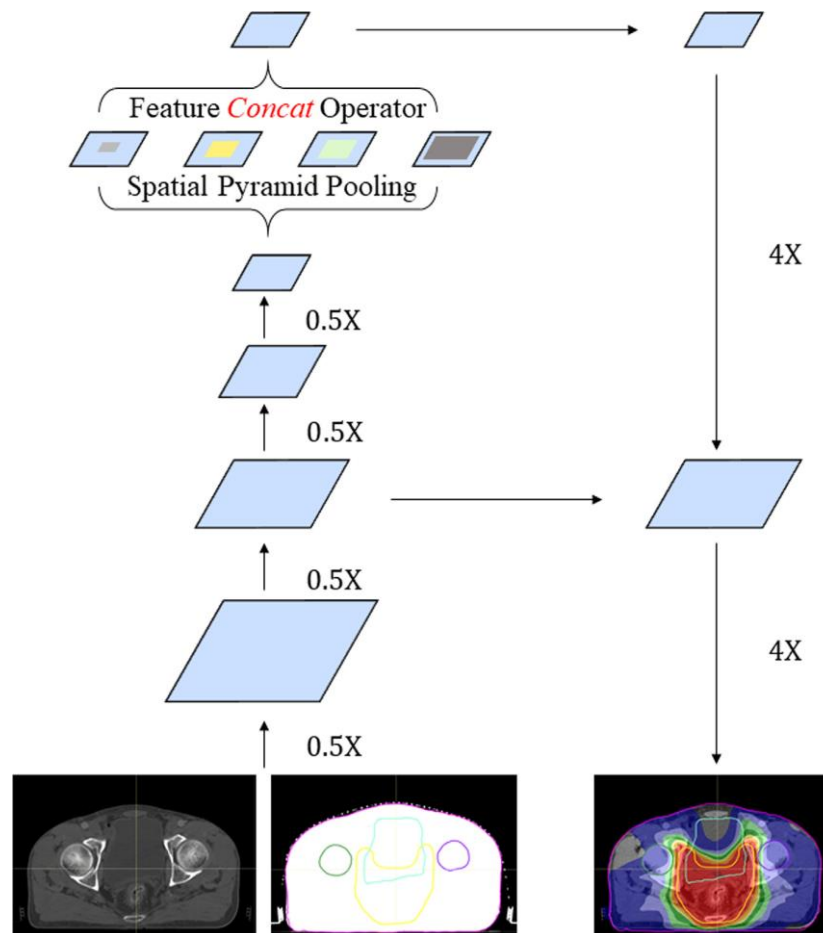 Feature Concat Operator
Spatial Pyramid Pooling
4X
0.5X
0.5X
0.5X
4X
0.5X